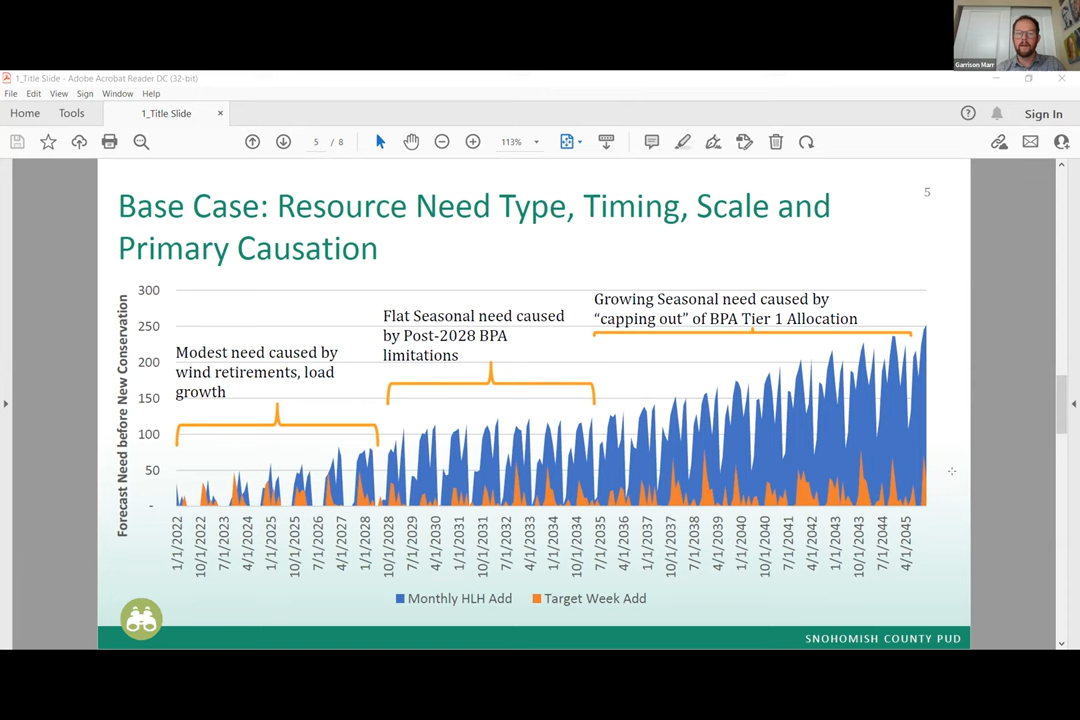 Garrison Marr
1_Title Slide - Adobe Acrobat Reader DC (32-bit)
File Edit View Sign Window Help
Home Tools 1_Title Slide × Sign In
5 / 8 113%
5
Base Case: Resource Need Type, Timing, Scale and
Primary Causation
Forecast Need before New Conservation
300
250
200
150
100
50
-
Modest need caused by
wind retirements, load
growth
Flat Seasonal need caused
by Post-2028 BPA
limitations
Growing Seasonal need caused by
“capping out” of BPA Tier 1 Allocation
1/1/2022
10/1/2022
7/1/2023
4/1/2024
1/1/2025
10/1/2025
7/1/2026
4/1/2027
1/1/2028
10/1/2028
7/1/2029
4/1/2030
1/1/2031
10/1/2031
7/1/2032
4/1/2033
1/1/2034
10/1/2034
7/1/2035
4/1/2036
1/1/2037
10/1/2037
7/1/2038
4/1/2039
1/1/2040
10/1/2040
7/1/2041
4/1/2042
1/1/2043
10/1/2043
7/1/2044
4/1/2045
Monthly HLH Add Target Week Add
SNOHOMISH COUNTY PUD